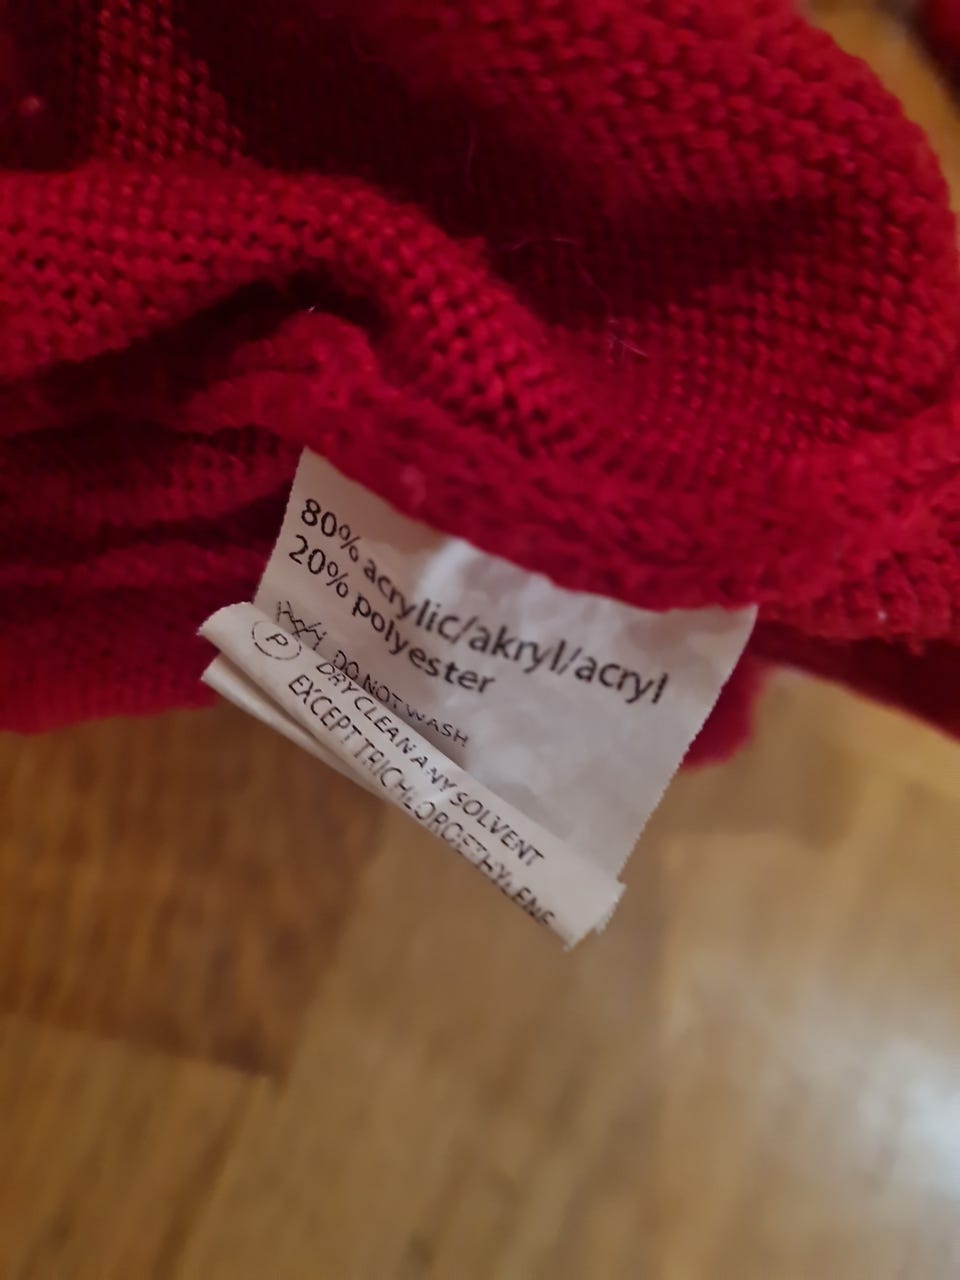 80% acrylic/akryl/acryl
20% polyester
DO NOT WASH
P DRY CLEAN ANY SOLVENT
EXCEPT TRICHLOROETHYLENE